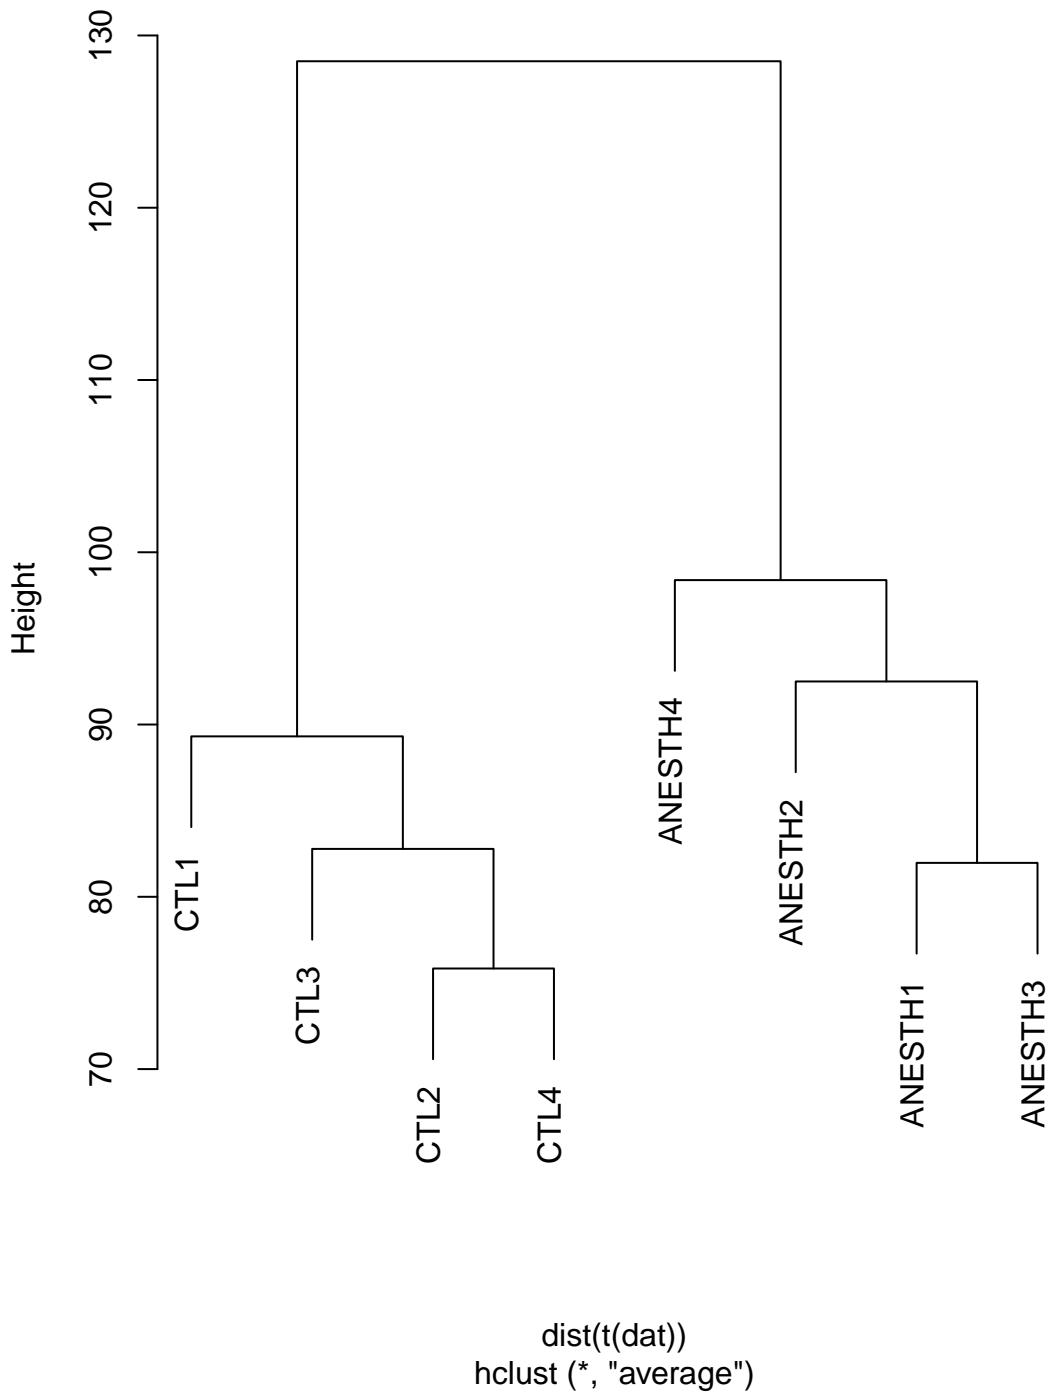 130
120
110
100
90
80
70
Height
CTL1
CTL3
CTL2
CTL4
ANESTH4
ANESTH2
ANESTH1
ANESTH3
dist(t(dat))
hclust (*, "average")